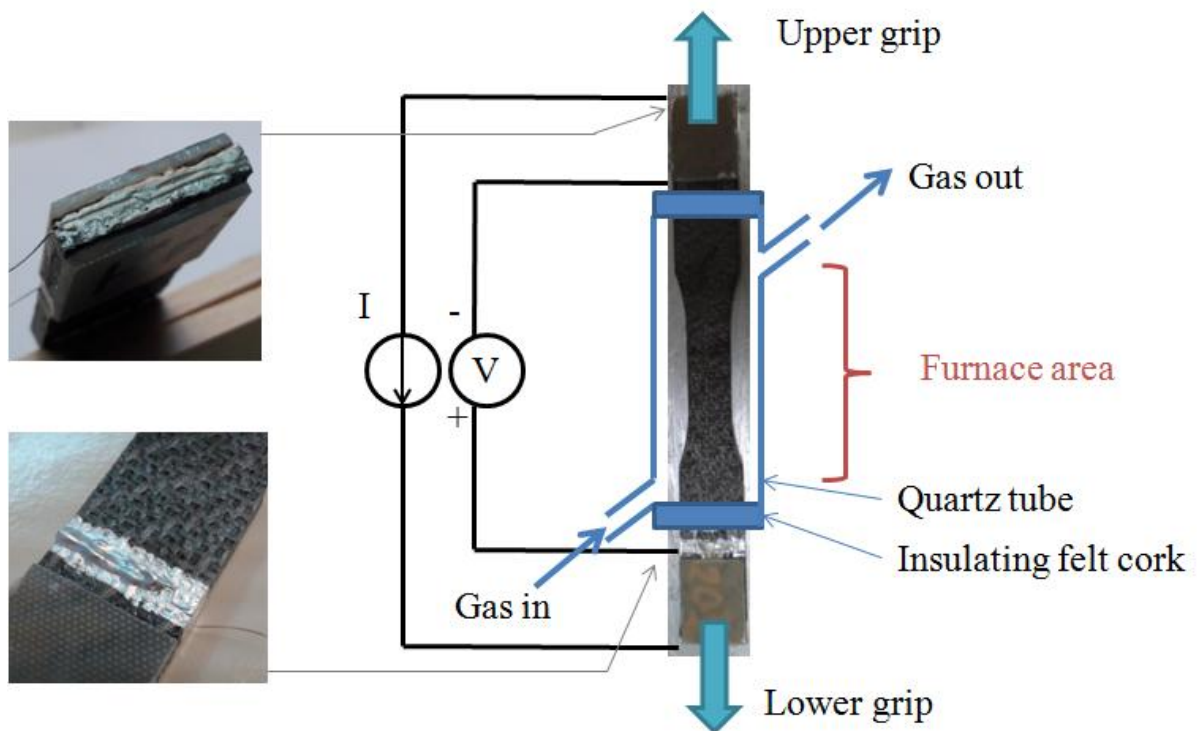 Upper grip
Gas out
I
-
V
+
Furnace area
Quartz tube
Insulating felt cork
Gas in
Lower grip